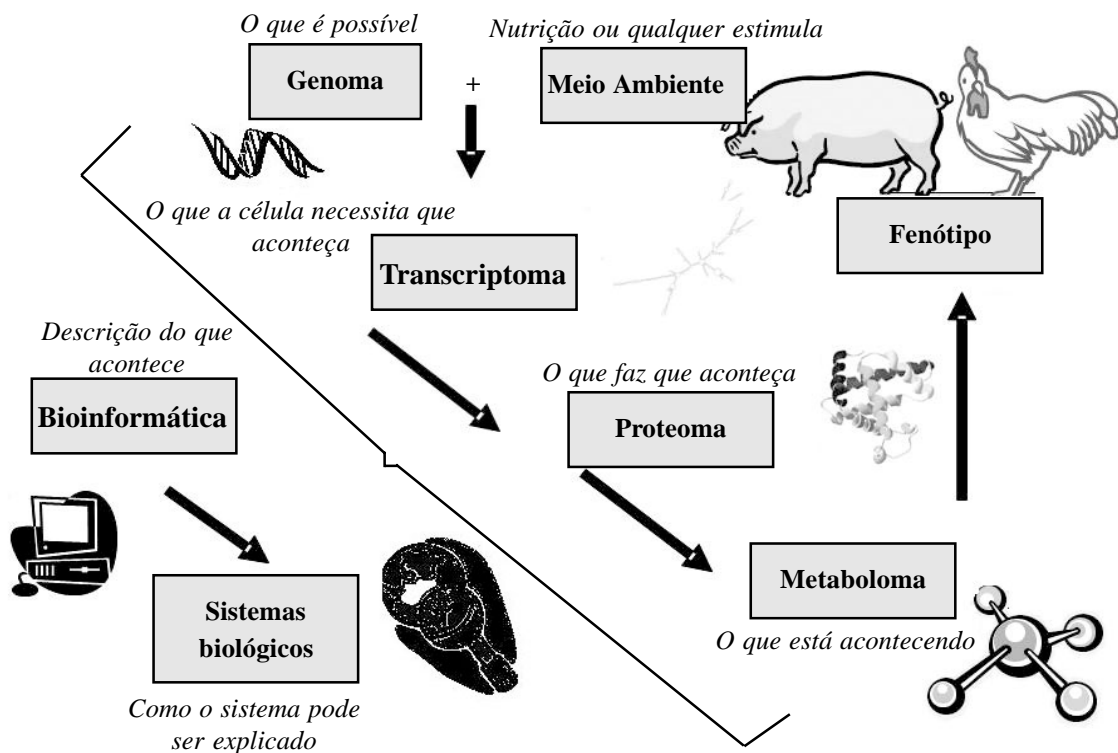 O que é possível
Genoma
+
Nutrição ou qualquer estimula
Meio Ambiente
O que a célula necessita que
aconteça
Transcriptoma
Fenótipo
Descrição do que
acontece
Bioinformática
O que faz que aconteça
Proteoma
Sistemas
biológicos
Como o sistema pode
ser explicado
Metaboloma
O que está acontecendo